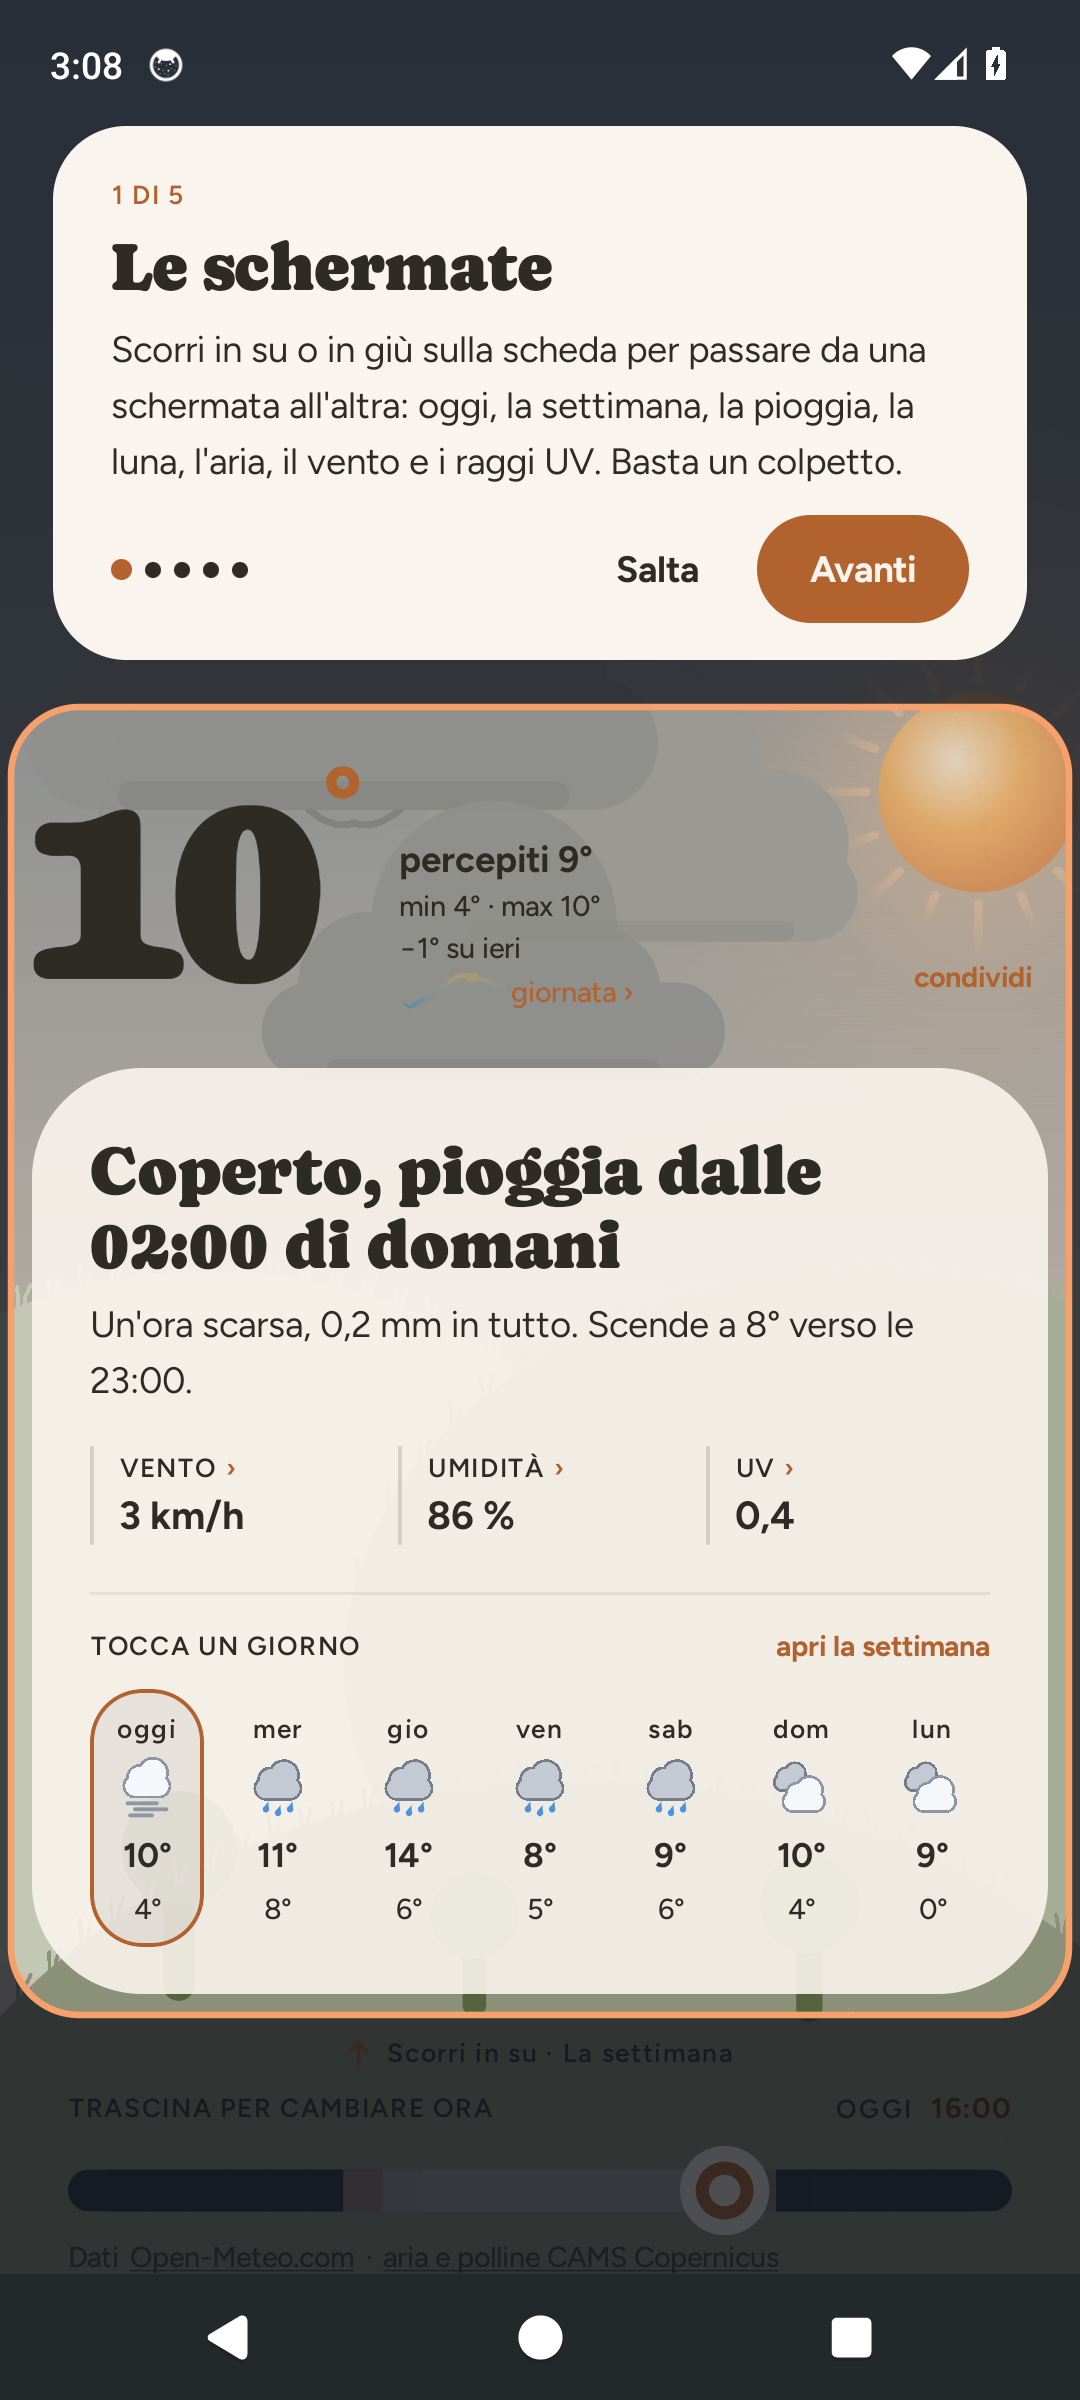 3:08
1 DI 5
Le schermate
Scorri in su o in giù sulla scheda per passare da una
schermata all'altra: oggi, la settimana, la pioggia, la
luna, l'aria, il vento e i raggi UV. Basta un colpetto.
Salta
Avanti
10
percepiti 9°
min 4° · max 10°
−1° su ieri
giornata ›
condividi
Coperto, pioggia dalle
02:00 di domani
Un'ora scarsa, 0,2 mm in tutto. Scende a 8° verso le
23:00.
VENTO › UMIDITÀ › UV ›
3 km/h 86 % 0,4
TOCCA UN GIORNO apri la settimana
oggi mer gio ven sab dom lun
10° 11° 14° 8° 9° 10° 9°
4° 8° 6° 5° 6° 4° 0°
↑ Scorri in su · La settimana
TRASCINA PER CAMBIARE ORA OGGI 16:00
Dati Open-Meteo.com · aria e polline CAMS Copernicus